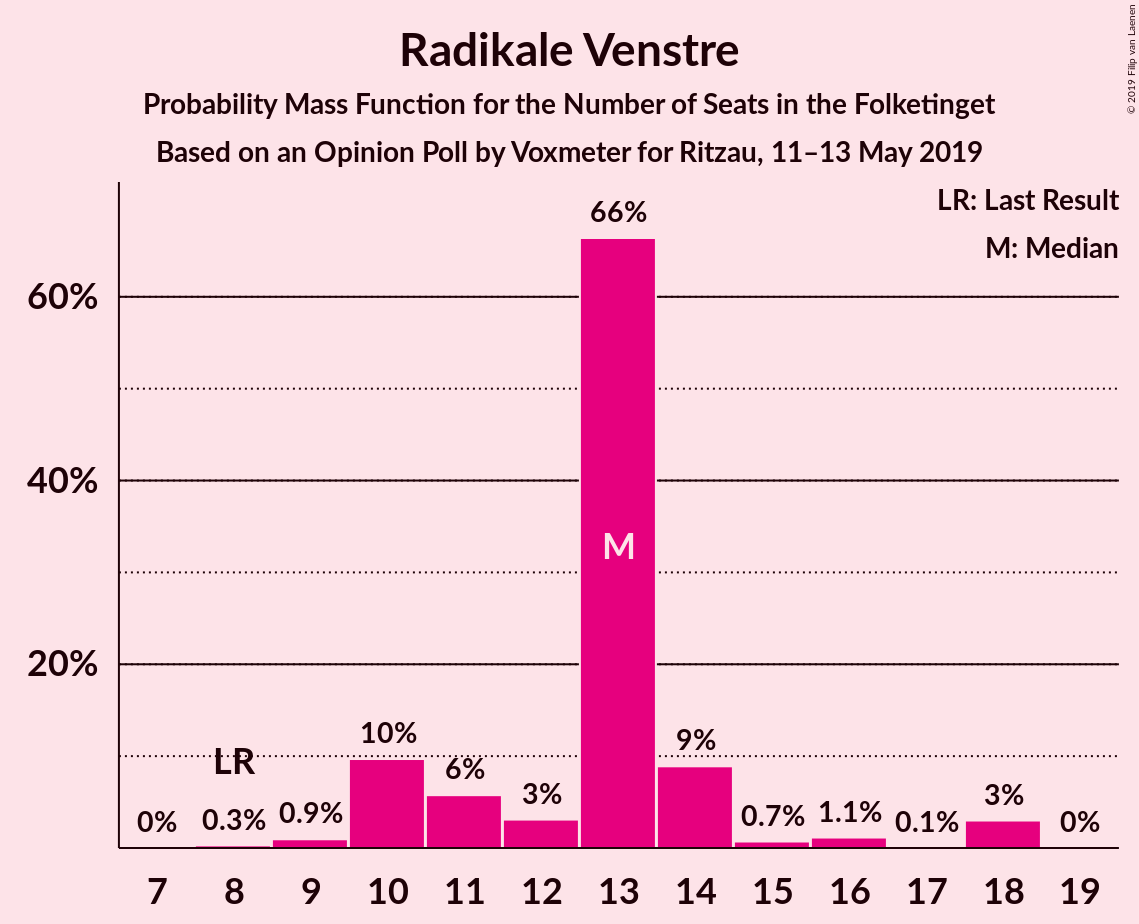 Radikale Venstre
Probability Mass Function for the Number of Seats in the Folketinget
Based on an Opinion Poll by Voxmeter for Ritzau, 11–13 May 2019
© 2019 Filip van Laenen
LR: Last Result
M: Median
60%
40%
20%
0%
0.3%
0.9%
10%
6%
3%
66%
9%
0.7%
1.1%
0.1%
3%
0%
LR
M
7 8 9 10 11 12 13 14 15 16 17 18 19